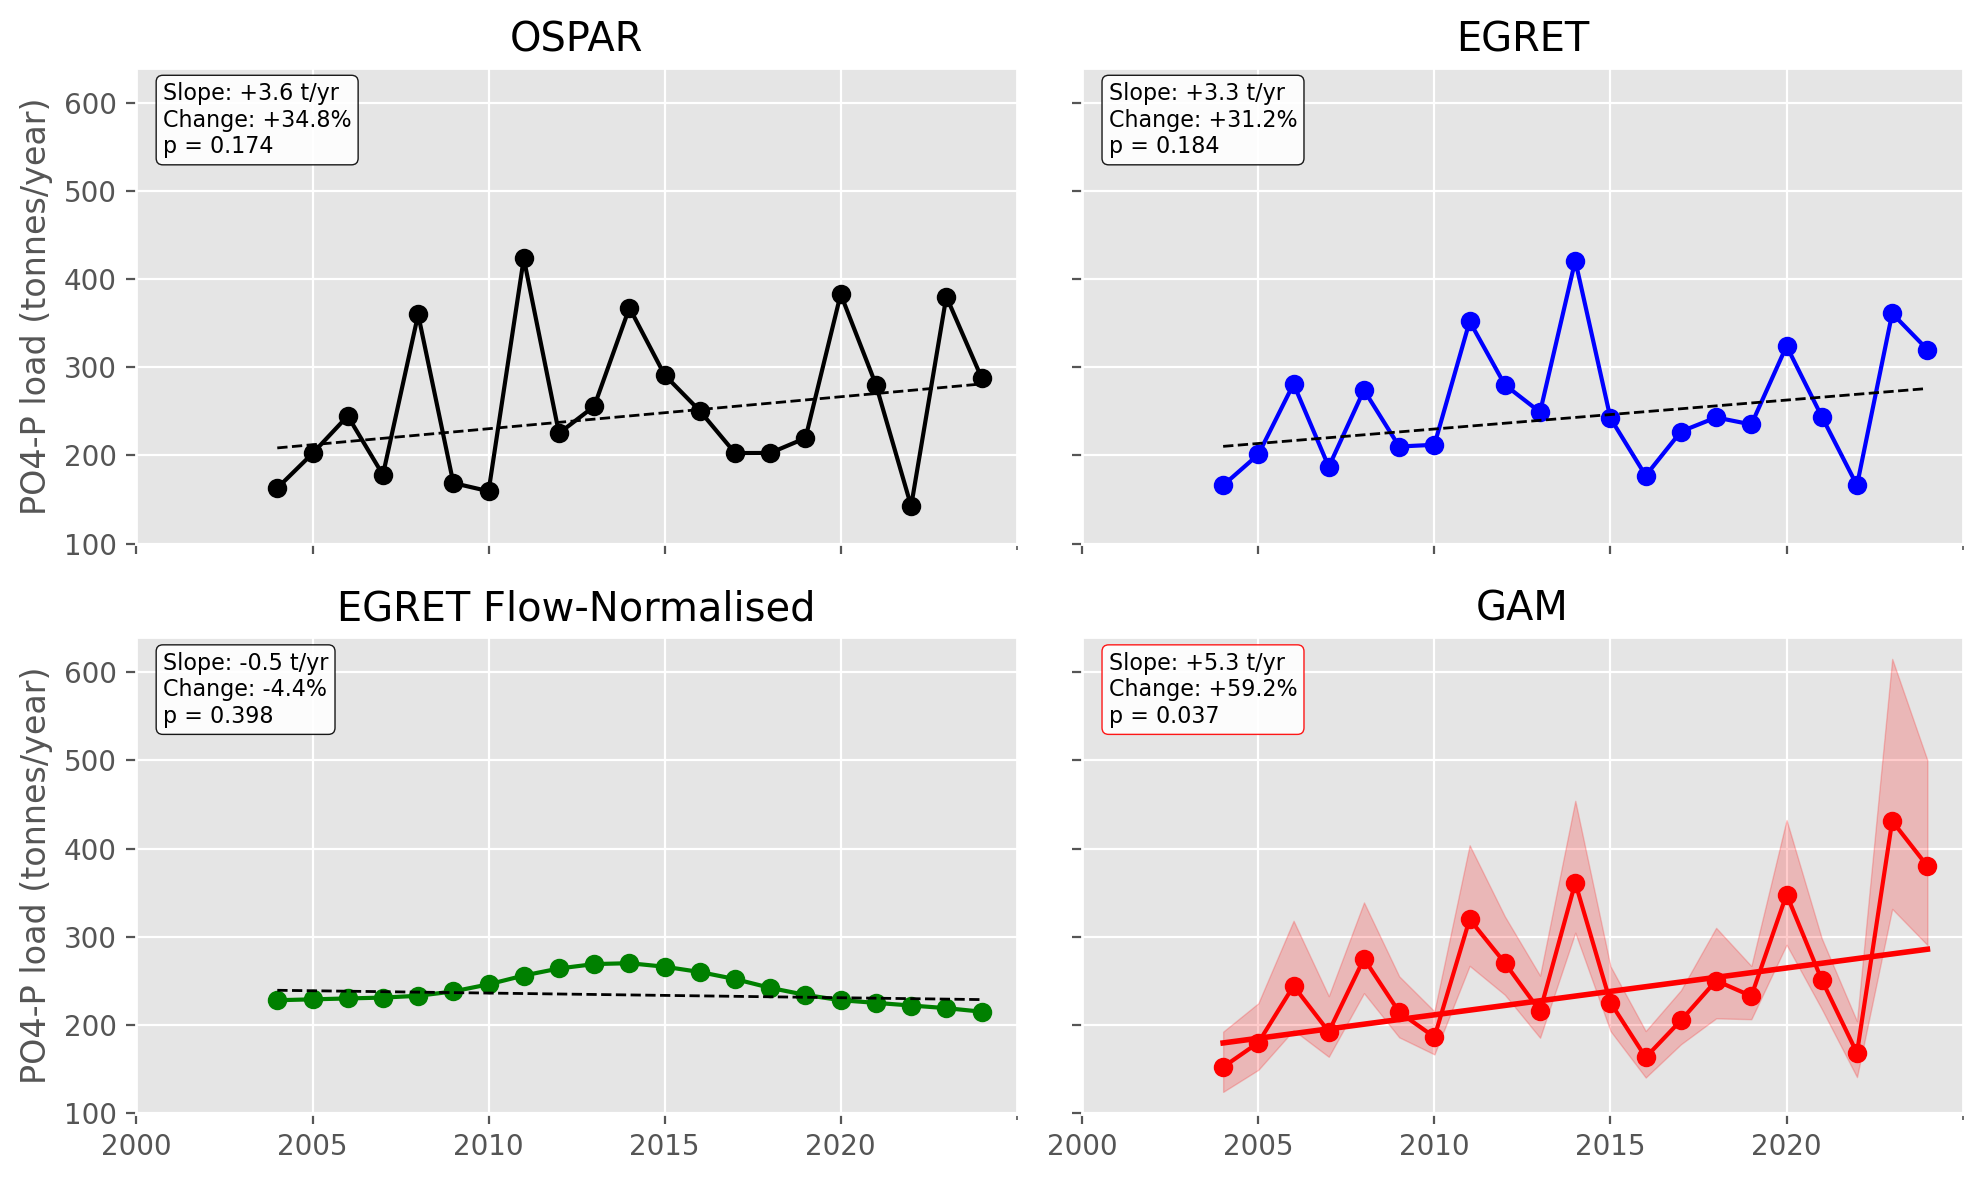 OSPAR
EGRET
PO4-P load (tonnes/year)
600
500
400
300
200
100
Slope: +3.6 t/yr
Change: +34.8%
p = 0.174
Slope: +3.3 t/yr
Change: +31.2%
p = 0.184
EGRET Flow-Normalised
GAM
PO4-P load (tonnes/year)
600
500
400
300
200
100
Slope: -0.5 t/yr
Change: -4.4%
p = 0.398
Slope: +5.3 t/yr
Change: +59.2%
p = 0.037
2000 2005 2010 2015 2020
2000 2005 2010 2015 2020